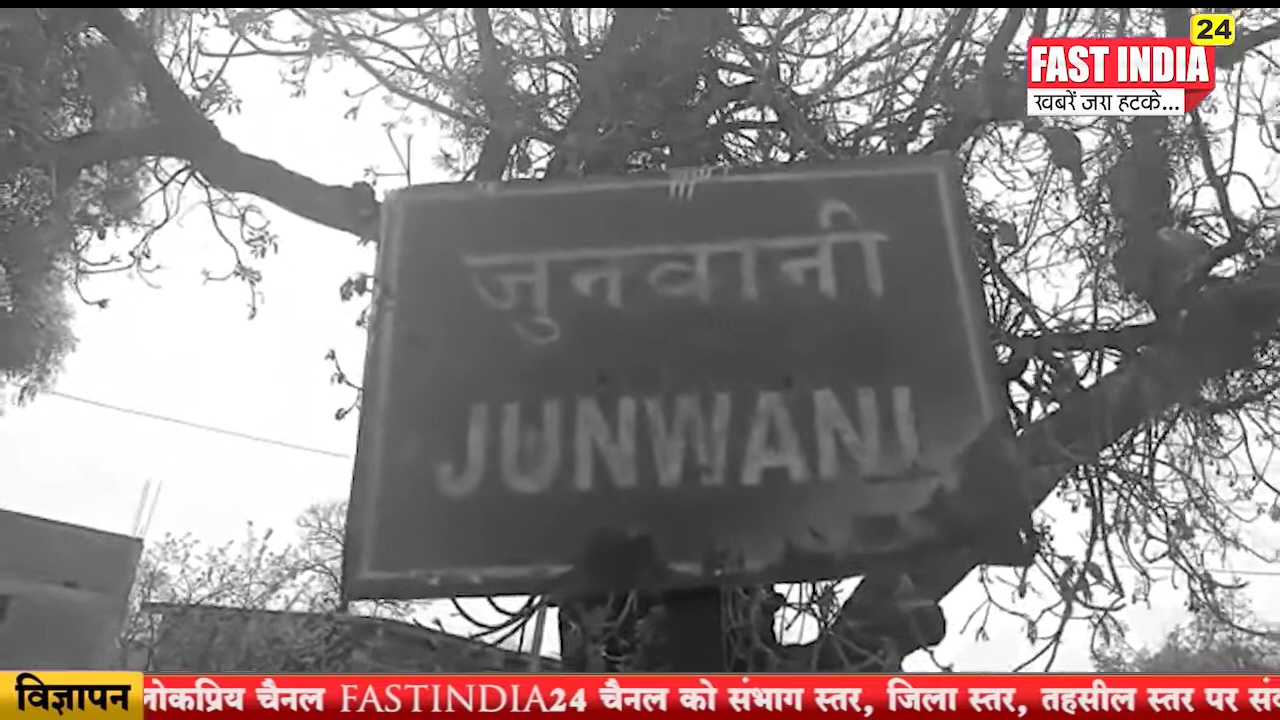 24
FAST INDIA
खबरें जरा हटके...
जुनवानी
JUNWANI
विज्ञापन
लोकप्रिय चैनल FASTINDIA24 चैनल को संभाग स्तर, जिला स्तर, तहसील स्तर पर